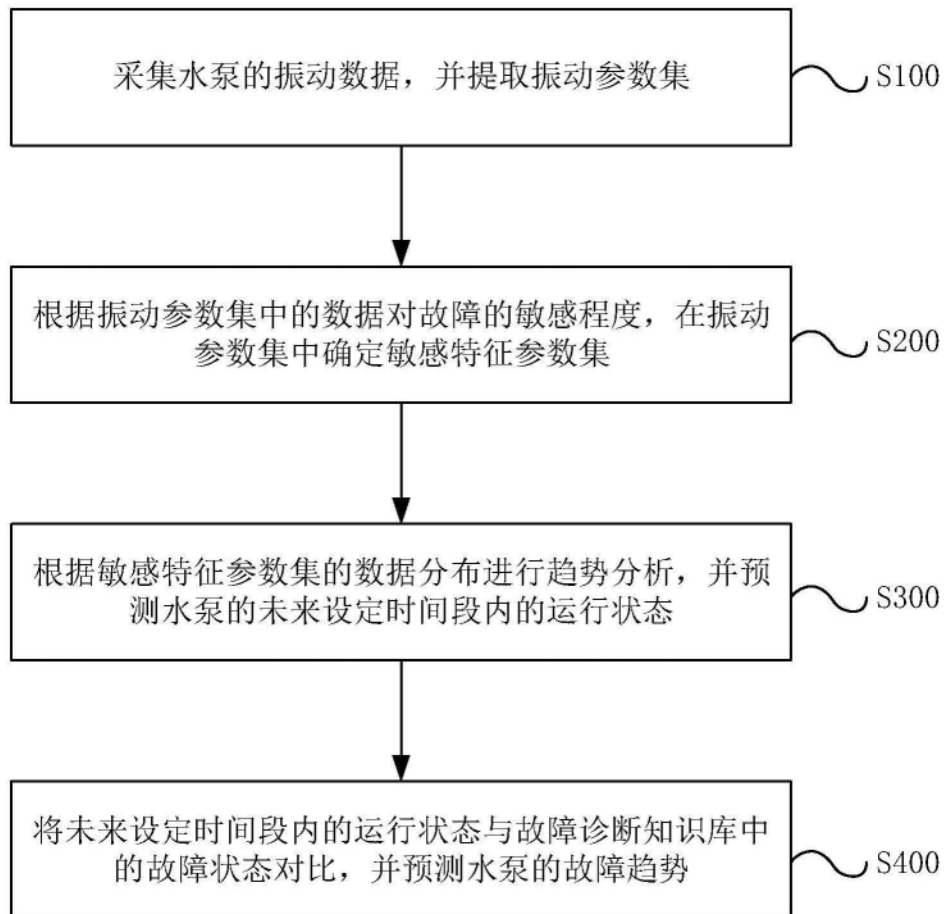 采集水泵的振动数据，并提取振动参数集
S100
根据振动参数集中的数据对故障的敏感程度，在振动
参数集中确定敏感特征参数集
S200
根据敏感特征参数集的数据分布进行趋势分析，并预
测水泵的未来设定时间段内的运行状态
S300
将未来设定时间段内的运行状态与故障诊断知识库中
的故障状态对比，并预测水泵的故障趋势
S400